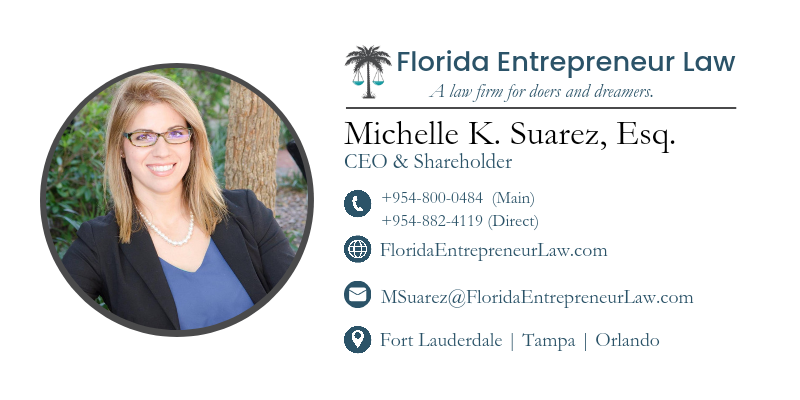 Florida Entrepreneur Law
A law firm for doers and dreamers.
Michelle K. Suarez, Esq.
CEO & Shareholder
+954-800-0484 (Main)
+954-882-4119 (Direct)
FloridaEntrepreneurLaw.com
MSuarez@FloridaEntrepreneurLaw.com
Fort Lauderdale | Tampa | Orlando